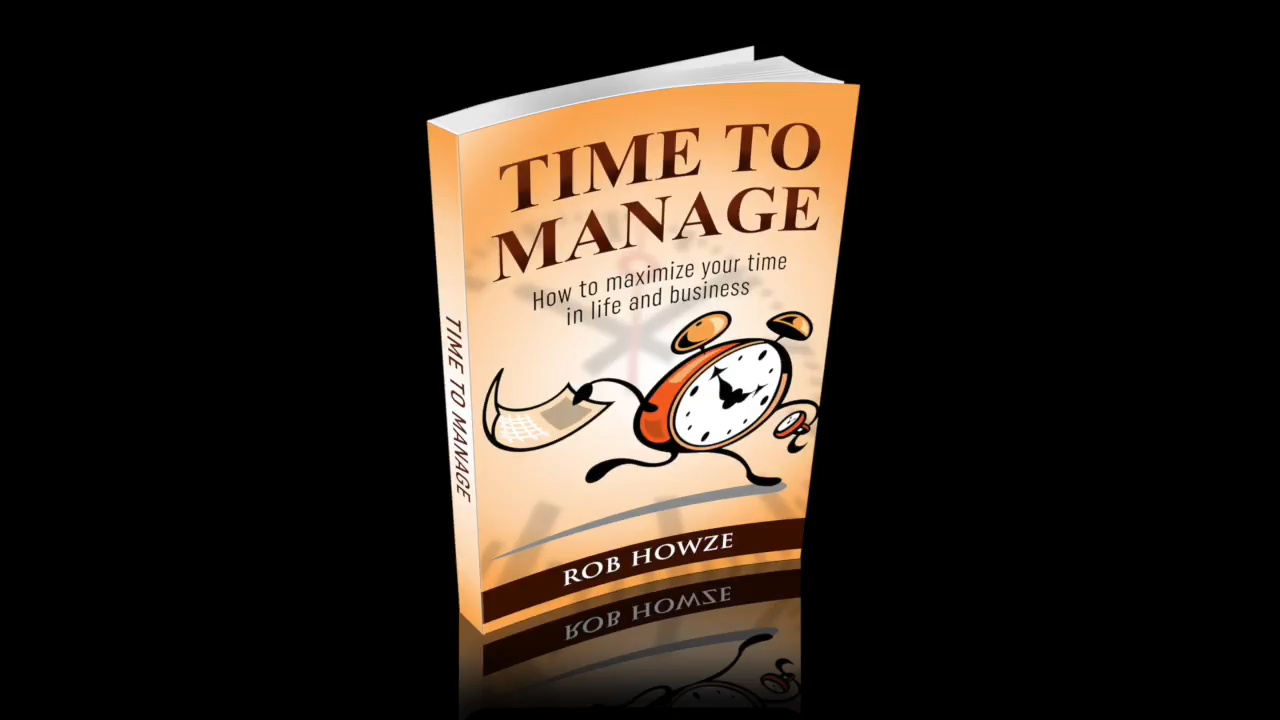 TIME TO
MANAGE
How to maximize your time
in life and business
TIME TO MANAGE
ROB HOWZE
ROB HOWZE